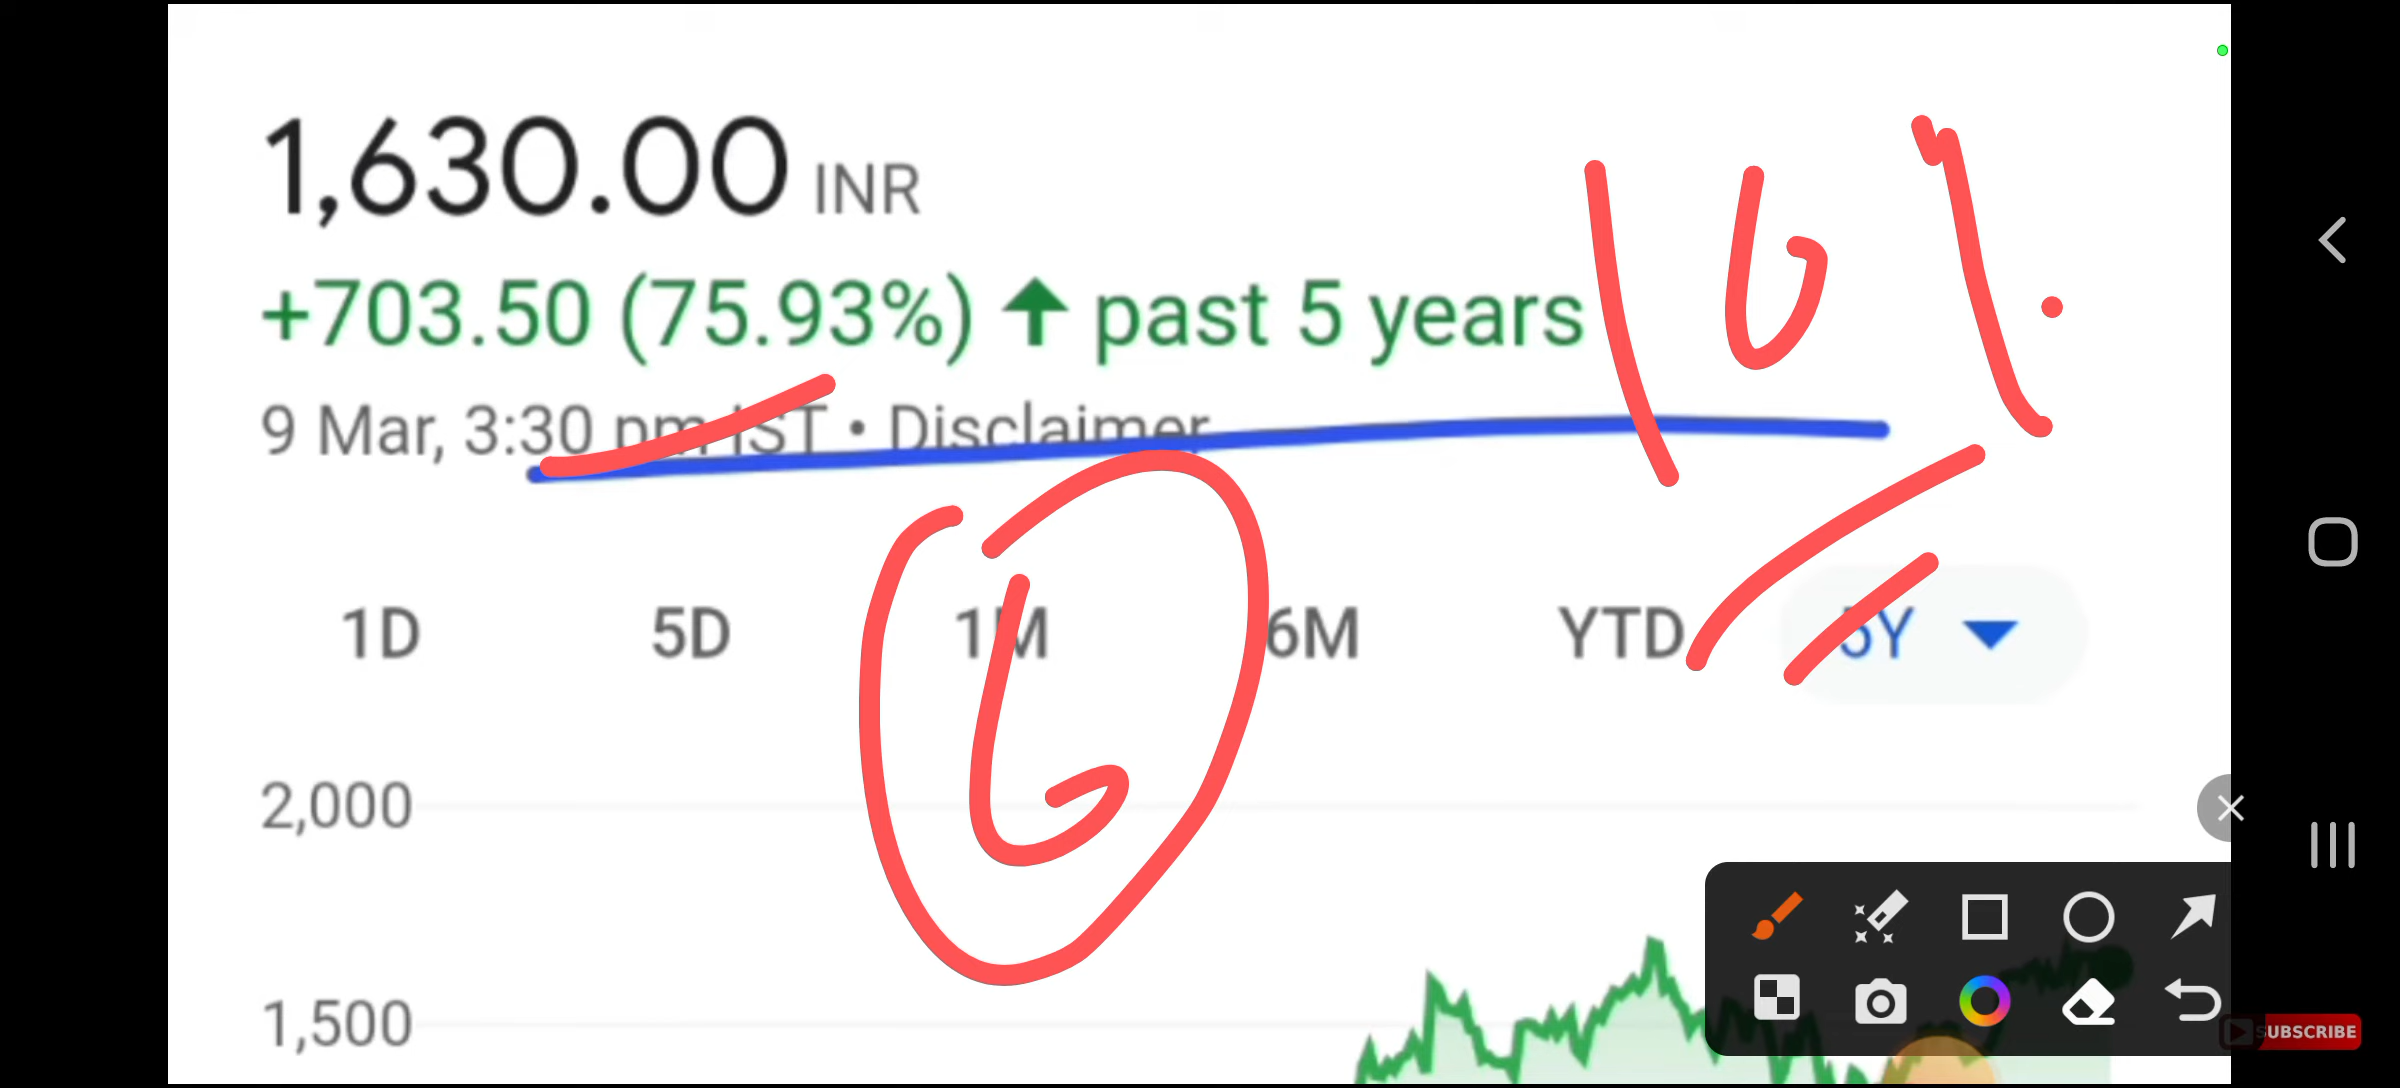 1,630.00 INR
+703.50 (75.93%) ↑ past 5 years
9 Mar, 3:30 pm IST • Disclaimer
1D 5D 1M 6M YTD 5Y
6
2,000
1,500
SUBSCRIBE